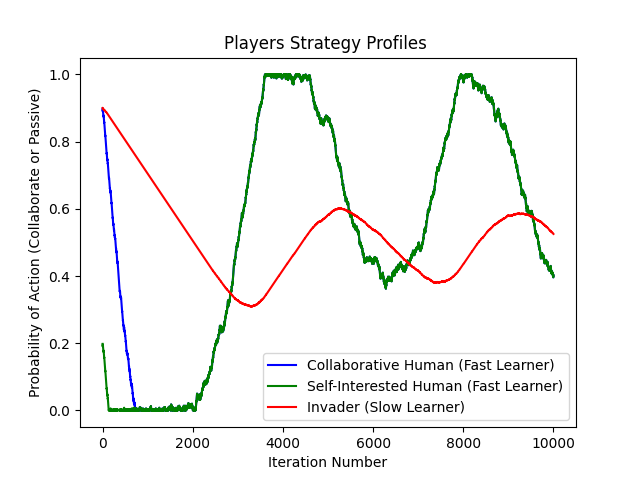 Players Strategy Profiles
Probability of Action (Collaborate or Passive)
1.0
0.8
0.6
0.4
0.2
0.0
Collaborative Human (Fast Learner)
Self-Interested Human (Fast Learner)
Invader (Slow Learner)
0 2000 4000 6000 8000 10000
Iteration Number